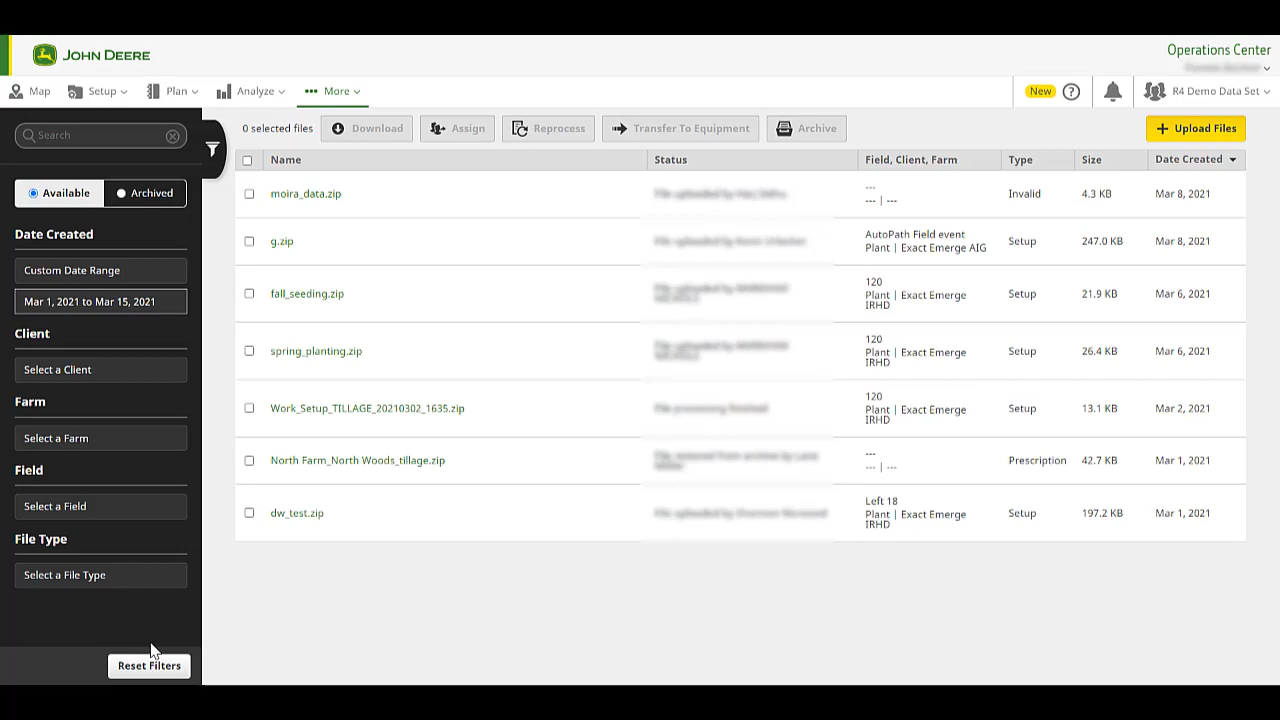 JOHN DEERE
Operations Center
Map
Setup
Plan
Analyze
More
New
R4 Demo Data Set
Search
Available
Archived
Date Created
Custom Date Range
Mar 1, 2021 to Mar 15, 2021
Client
Select a Client
Farm
Select a Farm
Field
Select a Field
File Type
Select a File Type
Reset Filters
0 selected files
Download
Assign
Reprocess
Transfer To Equipment
Archive
+ Upload Files
Name Status Field, Client, Farm Type Size Date Created
moira_data.zip --- Invalid 4.3 KB Mar 8, 2021
--- | ---
g.zip AutoPath Field event Setup 247.0 KB Mar 8, 2021
Plant | Exact Emerge AIG
fall_seeding.zip 120 Setup 21.9 KB Mar 6, 2021
Plant | Exact Emerge
IRHD
spring_planting.zip 120 Setup 26.4 KB Mar 6, 2021
Plant | Exact Emerge
IRHD
Work_Setup_TILLAGE_20210302_1635.zip 120 Setup 13.1 KB Mar 2, 2021
Plant | Exact Emerge
IRHD
North Farm_North Woods_tillage.zip --- Prescription 42.7 KB Mar 1, 2021
--- | ---
dw_test.zip Left 18 Setup 197.2 KB Mar 1, 2021
Plant | Exact Emerge
IRHD